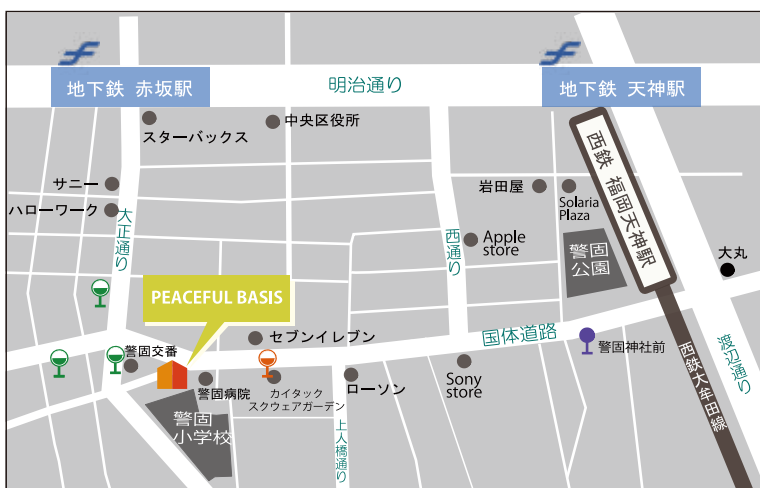 地下鉄 赤坂駅
明治通り
地下鉄 天神駅
スターバックス
中央区役所
西鉄 福岡天神駅
サニー
ハローワーク
大正通り
岩田屋
Solaria
Plaza
西通り
Apple
store
警固
公園
大丸
PEACEFUL BASIS
セブンイレブン
国体道路
警固神社前
渡辺通り
警固交番
警固病院
カイタック
スクウェアガーデン
ローソン
Sony
store
西鉄大牟田線
警固
小学校
上人橋通り